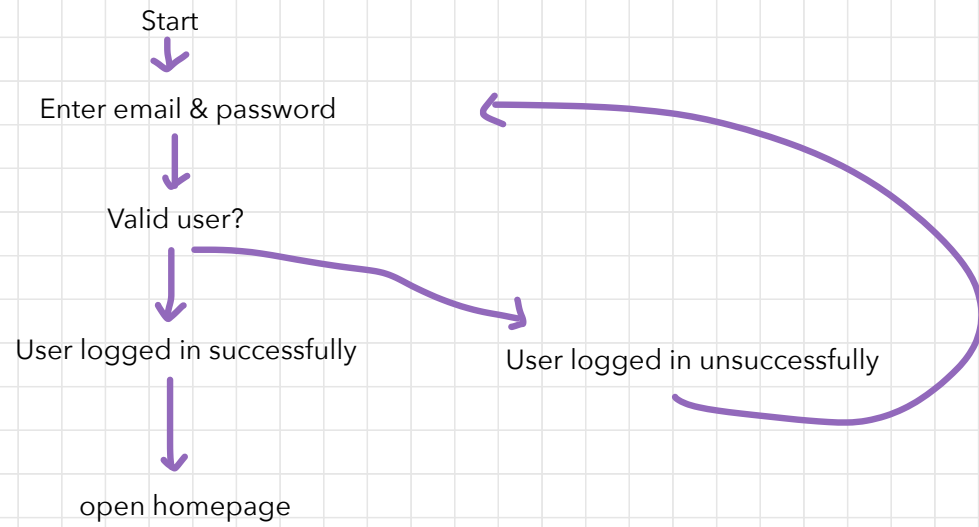 Start
Enter email & password
Valid user?
User logged in successfully
User logged in unsuccessfully
open homepage